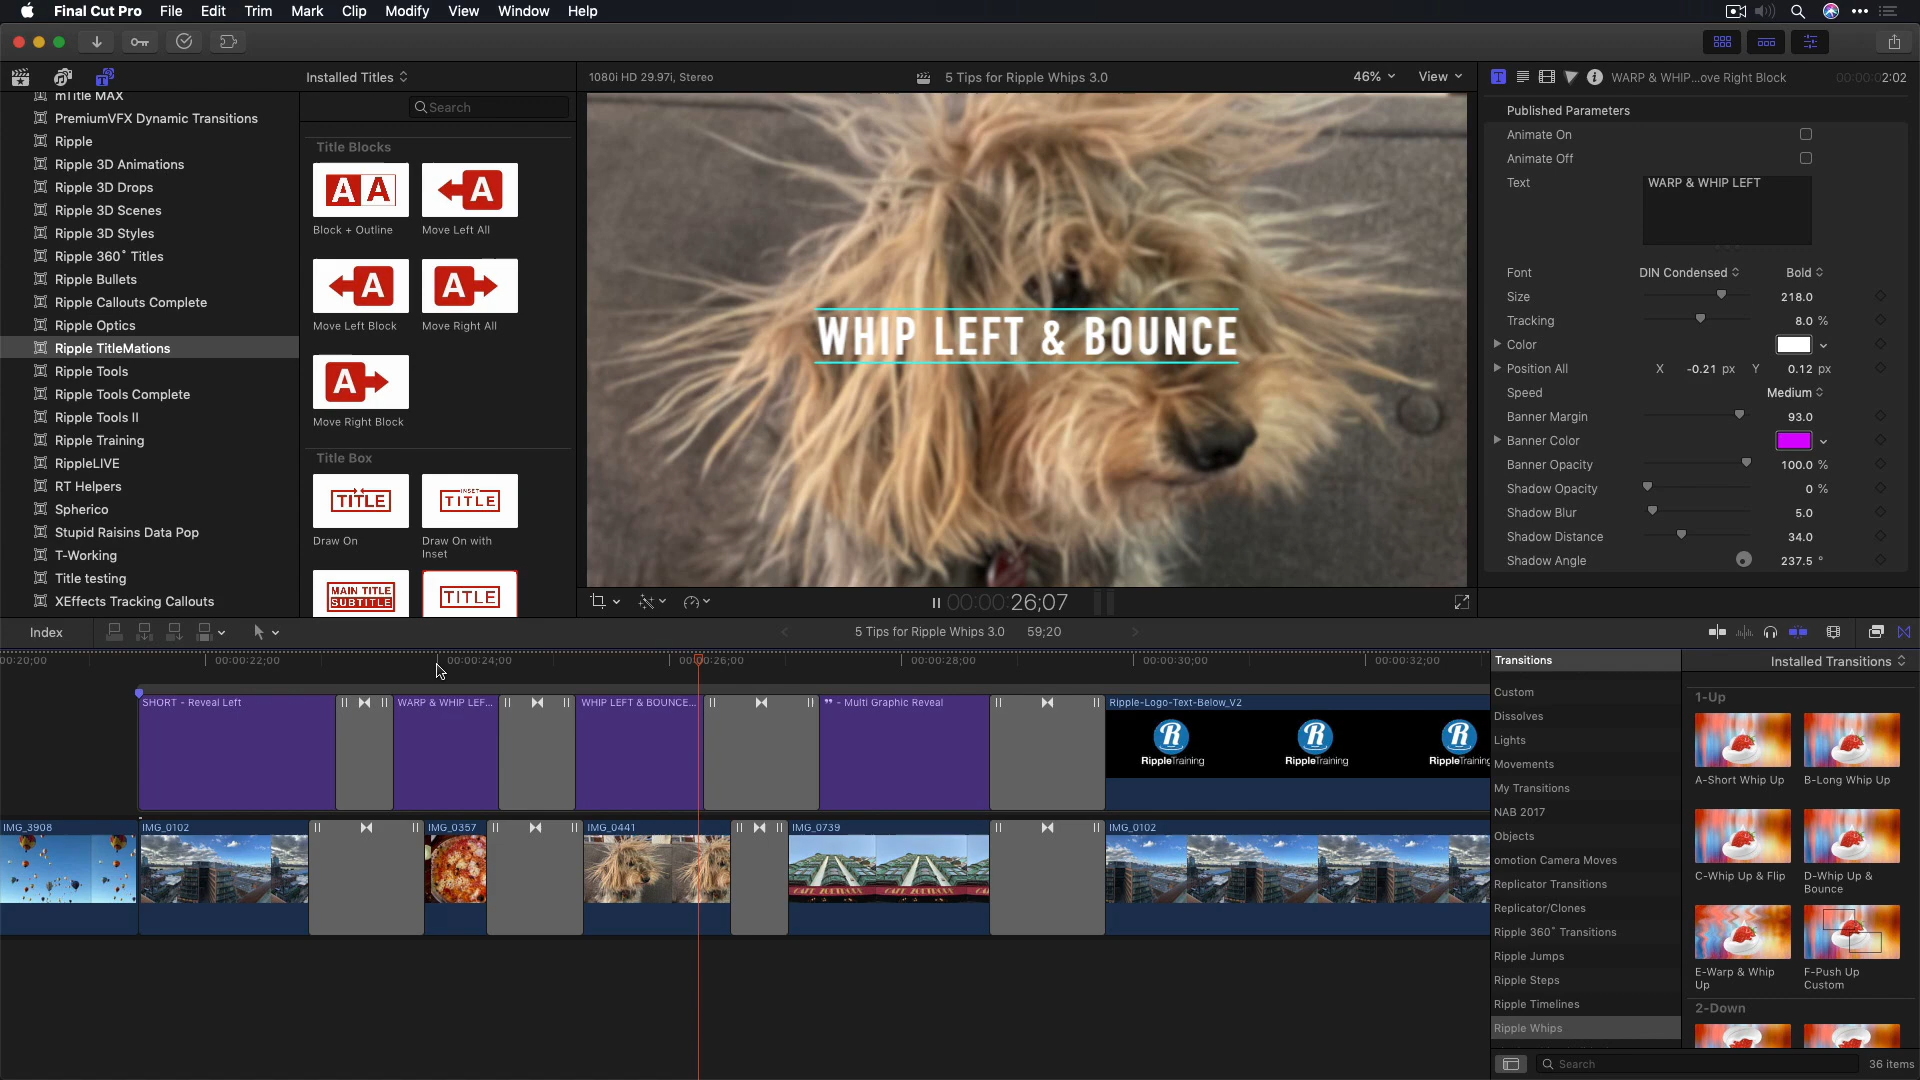 Final Cut Pro File Edit Trim Mark Clip Modify View Window Help
Installed Titles
1080i HD 29.97i, Stereo
5 Tips for Ripple Whips 3.0
46%
View
WARP & WHIP...ove Right Block
00:00:02:02
mTitle MAX
PremiumVFX Dynamic Transitions
Ripple
Ripple 3D Animations
Ripple 3D Drops
Ripple 3D Scenes
Ripple 3D Styles
Ripple 360° Titles
Ripple Bullets
Ripple Callouts Complete
Ripple Optics
Ripple TitleMations
Ripple Tools
Ripple Tools Complete
Ripple Tools II
Ripple Training
RippleLIVE
RT Helpers
Spherico
Stupid Raisins Data Pop
T-Working
Title testing
XEffects Tracking Callouts
Search
Title Blocks
A A
A
Block + Outline
Move Left All
A
A
Move Left Block
Move Right All
A
Move Right Block
Title Box
TITLE
INSET
TITLE
Draw On
Draw On with
Inset
MAIN TITLE
SUBTITLE
TITLE
WHIP LEFT & BOUNCE
00:00:00:26;07
Published Parameters
Animate On
Animate Off
Text
WARP & WHIP LEFT
Font DIN Condensed Bold
Size 218.0
Tracking 8.0 %
Color
Position All X -0.21 px Y 0.12 px
Speed Medium
Banner Margin 93.0
Banner Color
Banner Opacity 100.0 %
Shadow Opacity 0 %
Shadow Blur 5.0
Shadow Distance 34.0
Shadow Angle 237.5 °
Index
5 Tips for Ripple Whips 3.0 59;20
00:20;00
00:00:22;00
00:00:24;00
00:00:26;00
00:00:28;00
00:00:30;00
00:00:32;00
SHORT - Reveal Left
WARP & WHIP LEF...
WHIP LEFT & BOUNCE...
" - Multi Graphic Reveal
Ripple-Logo-Text-Below_V2
R
RippleTraining
R
RippleTraining
R
RippleTrainin
IMG_3908
IMG_0102
IMG_0357
IMG_0441
IMG_0739
IMG_0102
Transitions
Custom
Dissolves
Lights
Movements
My Transitions
NAB 2017
Objects
omotion Camera Moves
Replicator Transitions
Replicator/Clones
Ripple 360° Transitions
Ripple Jumps
Ripple Steps
Ripple Timelines
Ripple Whips
Installed Transitions
1-Up
A-Short Whip Up
B-Long Whip Up
C-Whip Up & Flip
D-Whip Up &
Bounce
E-Warp & Whip
Up
F-Push Up
Custom
2-Down
Search
36 items